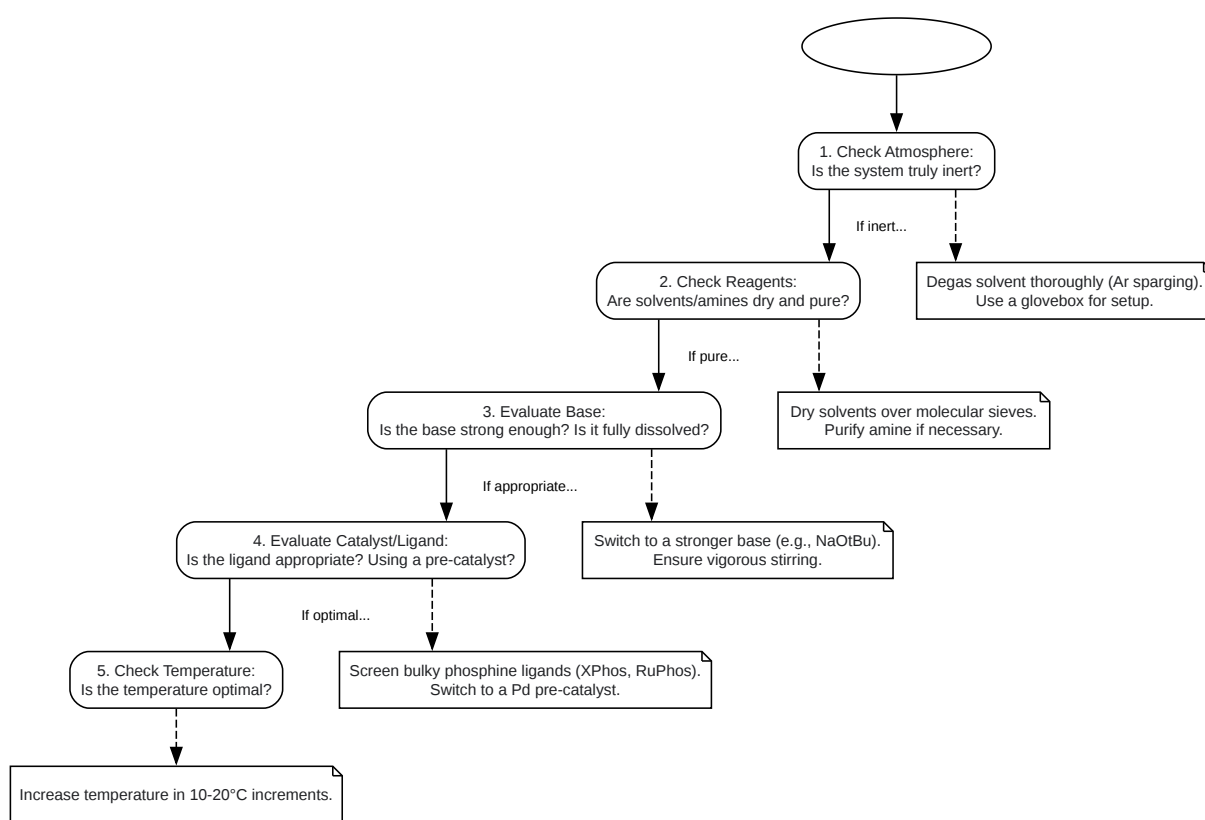 1. Check Atmosphere:
Is the system truly inert?
If inert...
2. Check Reagents:
Are solvents/amines dry and pure?
Degas solvent thoroughly (Ar sparging).
Use a glovebox for setup.
If pure...
3. Evaluate Base:
Is the base strong enough? Is it fully dissolved?
Dry solvents over molecular sieves.
Purify amine if necessary.
If appropriate...
4. Evaluate Catalyst/Ligand:
Is the ligand appropriate? Using a pre-catalyst?
Switch to a stronger base (e.g., NaOtBu).
Ensure vigorous stirring.
If optimal...
5. Check Temperature:
Is the temperature optimal?
Screen bulky phosphine ligands (XPhos, RuPhos).
Switch to a Pd pre-catalyst.
Increase temperature in 10-20°C increments.